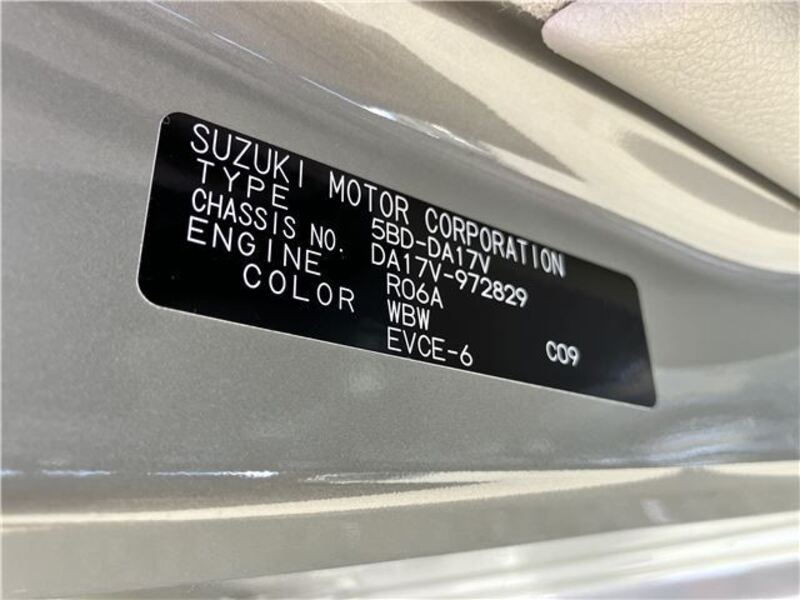 SUZUKI MOTOR CORPORATION
TYPE 5BD-DA17V
CHASSIS NO. DA17V-972829
ENGINE R06A
COLOR WBW
EVCE-6 C09